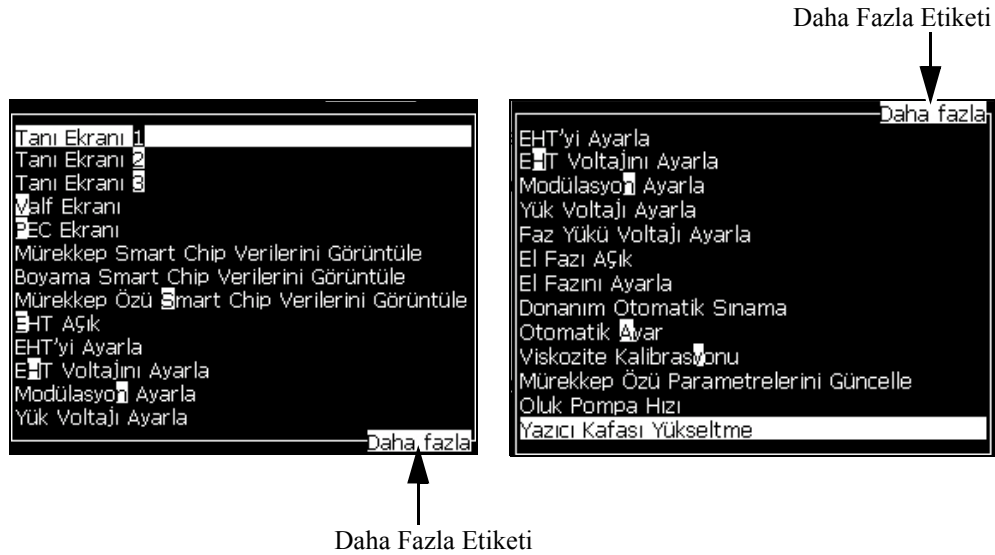 Daha Fazla Etiketi
Tanı Ekranı 1
Tanı Ekranı 2
Tanı Ekranı 3
Valf Ekranı
PEC Ekranı
Mürekkep Smart Chip Verilerini Görüntüle
Boyama Smart Chip Verilerini Görüntüle
Mürekkep Özü Smart Chip Verilerini Görüntüle
EHT Açık
EHT'yi Ayarla
EHT Voltajını Ayarla
Modülasyon Ayarla
Yük Voltajı Ayarla
Daha fazla
Daha fazla
EHT'yi Ayarla
EHT Voltajını Ayarla
Modülasyon Ayarla
Yük Voltajı Ayarla
Faz Yükü Voltajı Ayarla
El Fazı Açık
El Fazını Ayarla
Donanım Otomatik Sınama
Otomatik Ayar
Viskozite Kalibrasyonu
Mürekkep Özü Parametrelerini Güncelle
Oluk Pompa Hızı
Yazıcı Kafası Yükseltme
Daha Fazla Etiketi